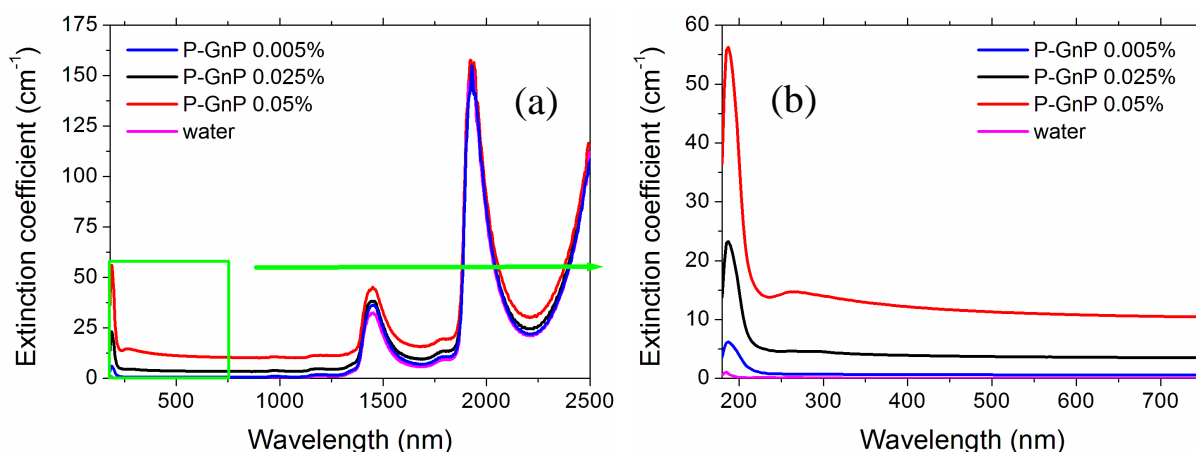 175
150
125
100
75
50
25
0
Extinction coefficient (cm-1)
P-GnP 0.005%
P-GnP 0.025%
P-GnP 0.05%
water
(a)
500 1000 1500 2000 2500
Wavelength (nm)
60
50
40
30
20
10
0
Extinction coefficient (cm-1)
(b)
P-GnP 0.005%
P-GnP 0.025%
P-GnP 0.05%
water
200 300 400 500 600 700
Wavelength (nm)